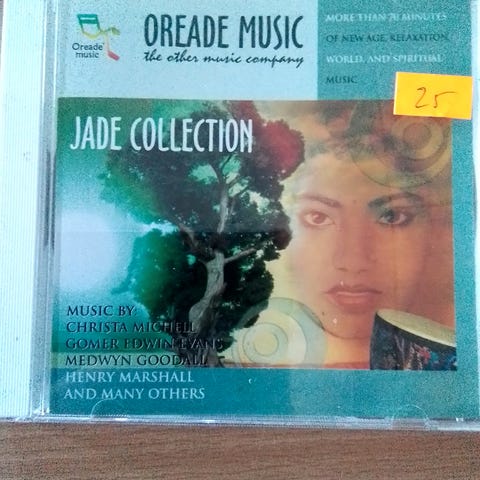 Oreade
music
OREADE MUSIC
the other music company
MORE THAN 70 MINUTES
OF NEW AGE, RELAXATION,
WORLD, AND SPIRITUAL
MUSIC
25
JADE COLLECTION
MUSIC BY
CHRISTA MICHELL
GOMER EDWIN EVANS
MEDWYN GOODALL
HENRY MARSHALL
AND MANY OTHERS